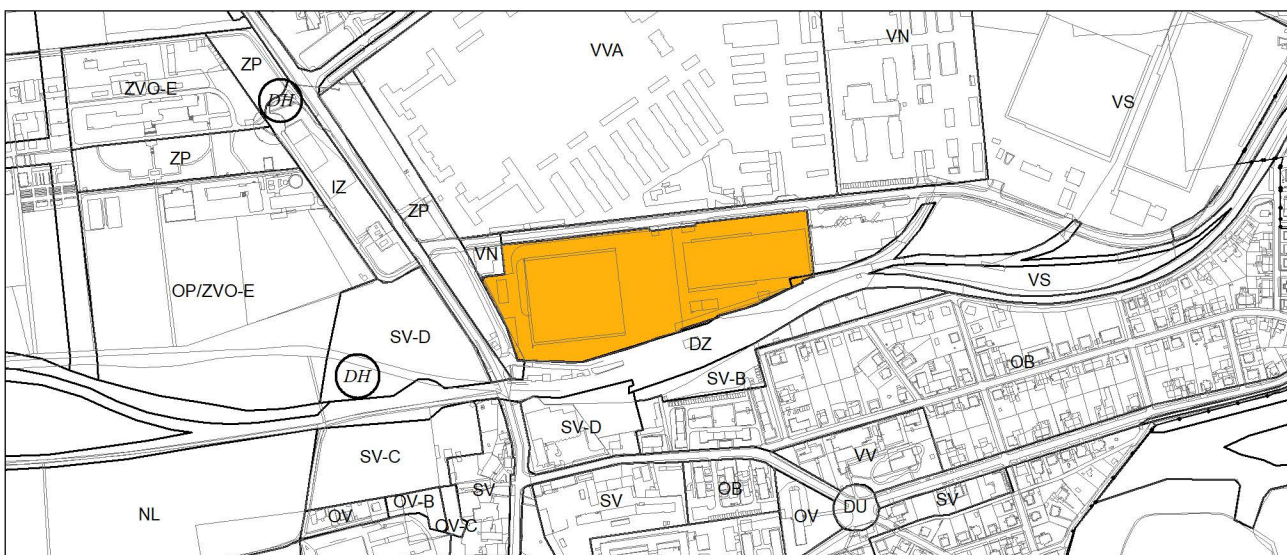 VVA
VN
ZP
ZVO-E
DH
VS
ZP
IZ
ZP
VN
OP/ZVO-E
VS
SV-D
DZ
OB
DH
SV-B
SV-D
SV-C
VV
OV-B
SV
OB
SV
SV
DU
OV
OV
NL
OV-C